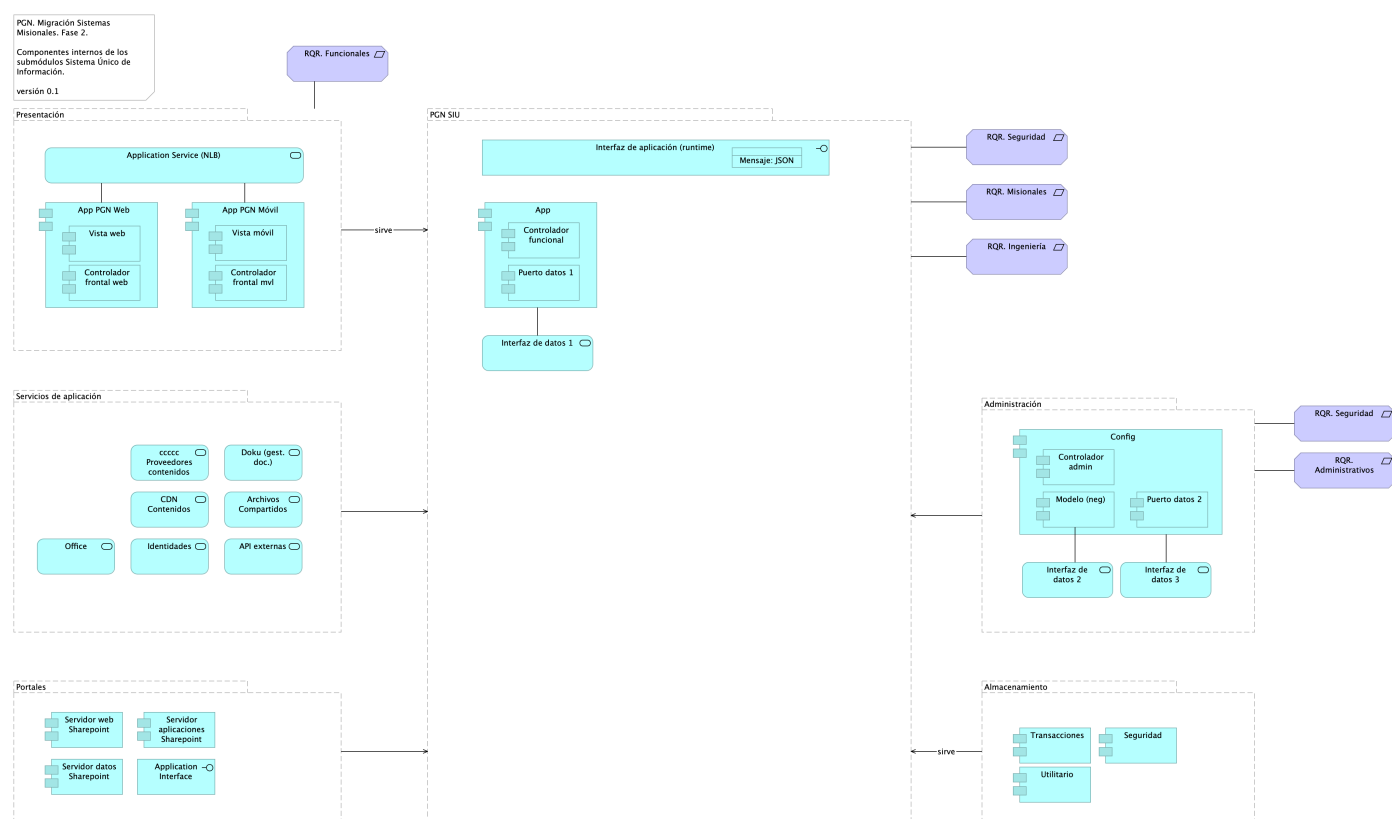 PGN. Migración Sistemas
Misionales. Fase 2.
Componentes internos de los
submódulos Sistema Único de
Información.
versión 0.1
RQR. Funcionales
Presentación
Application Service (NLB)
App PGN Web
Vista web
Controlador
frontal web
App PGN Móvil
Vista móvil
Controlador
frontal mvl
sirve
PGN SIU
Interfaz de aplicación (runtime)
Mensaje: JSON
App
Controlador
funcional
Puerto datos 1
Interfaz de datos 1
RQR. Seguridad
RQR. Misionales
RQR. Ingeniería
Servicios de aplicación
ccccc
Proveedores
contenidos
Doku (gest.
doc.)
CDN
Contenidos
Archivos
Compartidos
Office
Identidades
API externas
Administración
Config
Controlador
admin
Modelo (neg)
Puerto datos 2
Interfaz de
datos 2
Interfaz de
datos 3
RQR. Seguridad
RQR.
Administrativos
Portales
Servidor web
Sharepoint
Servidor
aplicaciones
Sharepoint
Servidor datos
Sharepoint
Application
Interface
sirve
Almacenamiento
Transacciones
Seguridad
Utilitario